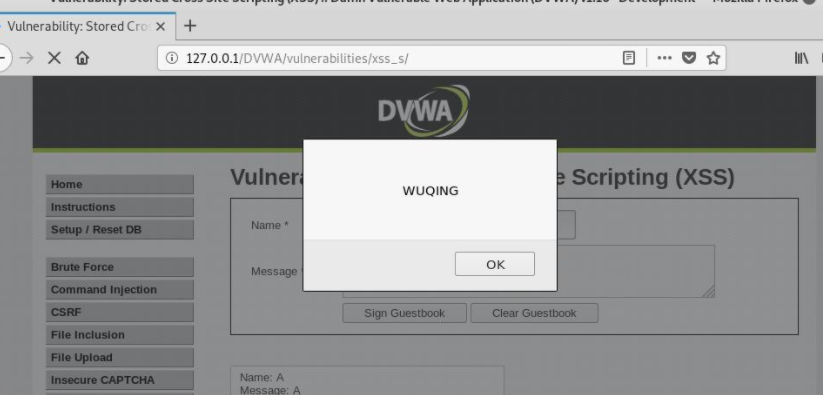 Vulnerability: Stored Cross Site Scripting (XSS) :: Damn Vulnerable Web Application (DVWA) v1.10 *Development* - Mozilla Firefox
Vulnerability: Stored Cro
127.0.0.1/DVWA/vulnerabilities/xss_s/
DVWA
Vulnera e Scripting (XSS)
WUQING
OK
Home
Instructions
Setup / Reset DB
Brute Force
Command Injection
CSRF
File Inclusion
File Upload
Insecure CAPTCHA
Name *
Message
Sign Guestbook Clear Guestbook
Name: A
Message: A